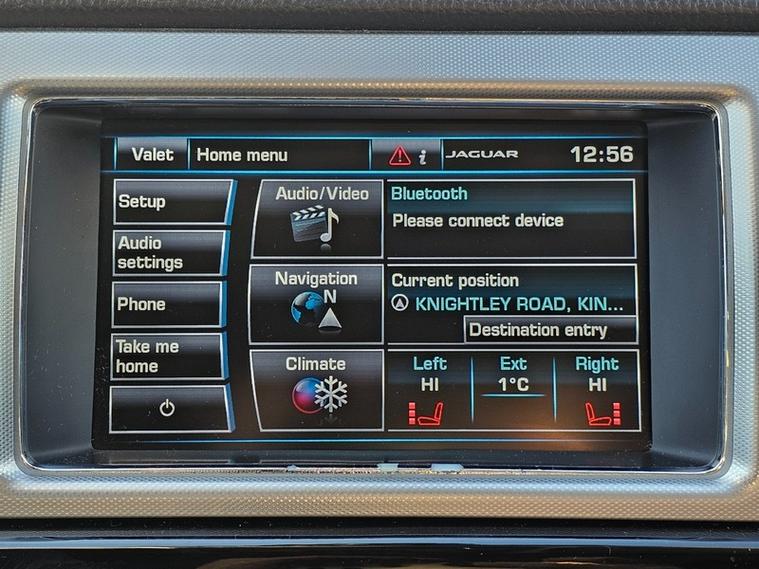 Valet Home menu i JAGUAR 12:56
Setup
Audio
settings
Phone
Take me
home
Audio/Video
Navigation
N
Climate
Bluetooth
Please connect device
Current position
KNIGHTLEY ROAD, KIN...
Destination entry
Left Ext Right
HI 1°C HI